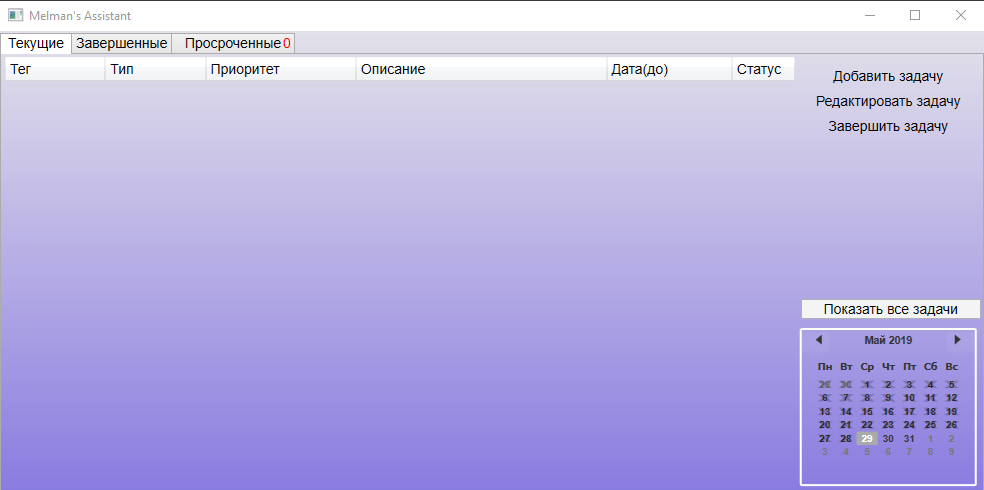 Melman's Assistant
Текущие Завершенные Просроченные 0
Тег Тип Приоритет Описание Дата(до) Статус
Добавить задачу
Редактировать задачу
Завершить задачу
Показать все задачи
Май 2019
Пн Вт Ср Чт Пт Сб Вс
29 30 1 2 3 4 5
6 7 8 9 10 11 12
13 14 15 16 17 18 19
20 21 22 23 24 25 26
27 28 29 30 31 1 2
3 4 5 6 7 8 9